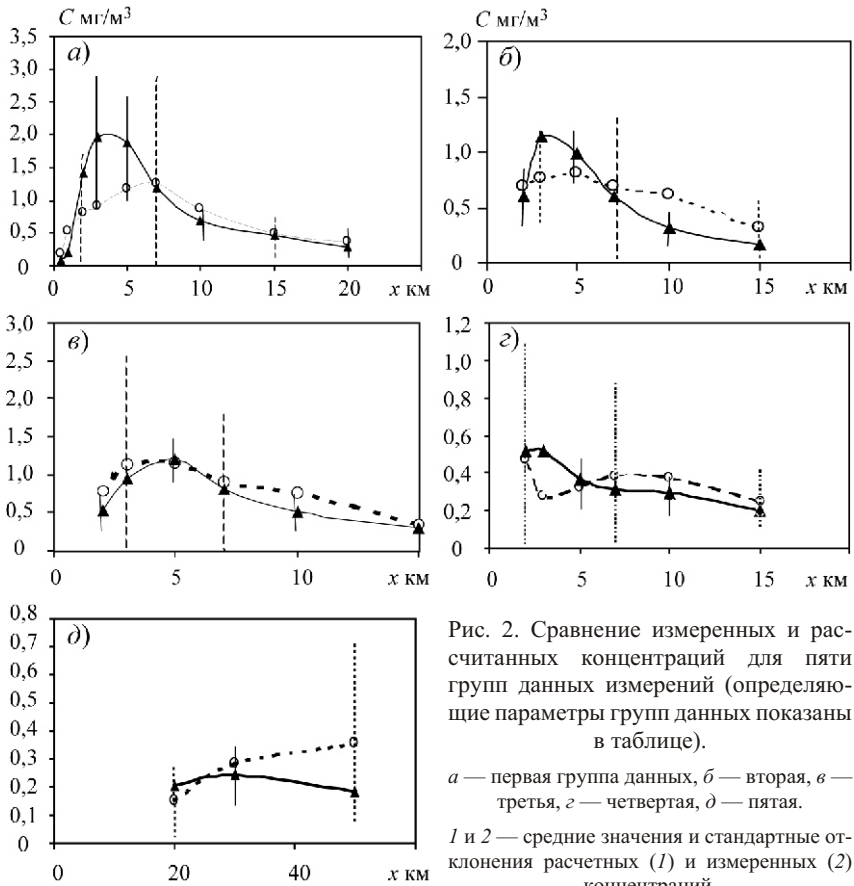 C мг/м³
C мг/м³
а)
3,5
3,0
2,5
2,0
1,5
1,0
0,5
0
0 5 10 15 20 x км
б)
2,0
1,5
1,0
0,5
0
0 5 10 15 x км
в)
3,0
2,5
2,0
1,5
1,0
0,5
0
0 5 10 x км
г)
1,2
1,0
0,8
0,6
0,4
0,2
0
0 5 10 15 x км
д)
0,8
0,7
0,6
0,5
0,4
0,3
0,2
0,1
0
0 20 40 x км
Рис. 2. Сравнение измеренных и рас-
считанных концентраций для пяти
групп данных измерений (определяю-
щие параметры групп данных показаны
в таблице).
а — первая группа данных, б — вторая, в —
третья, г — четвертая, д — пятая.
1 и 2 — средние значения и стандартные от-
клонения расчетных (1) и измеренных (2)
концентраций